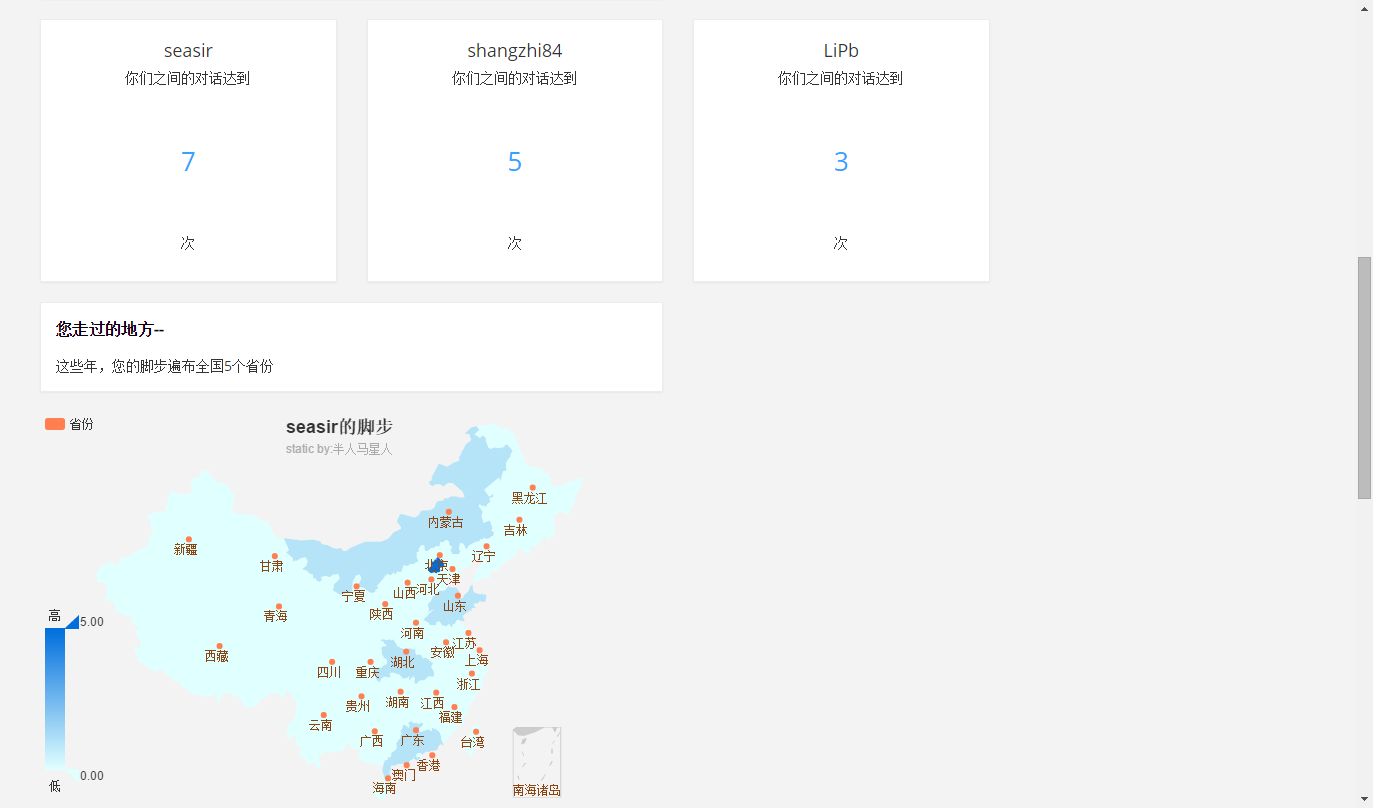 seasir
你们之间的对话达到
7
次
shangzhi84
你们之间的对话达到
5
次
LiPb
你们之间的对话达到
3
次
您走过的地方--
这些年，您的脚步遍布全国5个省份
省份
seasir的脚步
static by:半人马星人
黑龙江
内蒙古
吉林
新疆
辽宁
甘肃
北京
天津
宁夏
山西
河北
山东
青海
陕西
高
5.00
河南
江苏
西藏
安徽
上海
湖北
四川
重庆
浙江
贵州
湖南
江西
福建
云南
广西
广东
台湾
香港
澳门
0.00
低
海南
南海诸岛